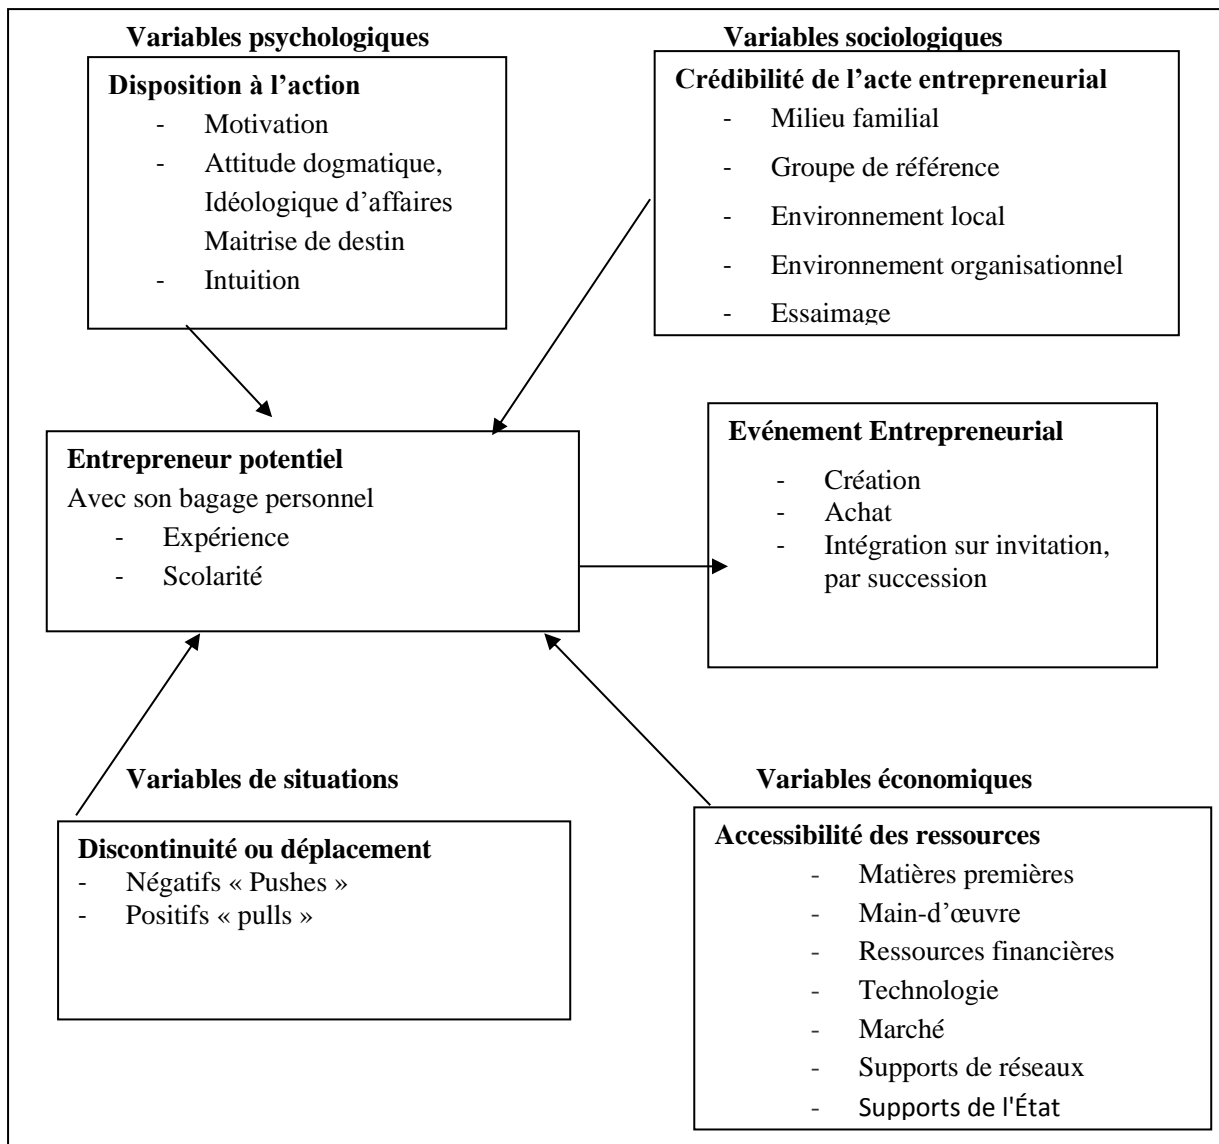 Variables psychologiques
Disposition à l'action
- Motivation
- Attitude dogmatique,
Idéologique d'affaires
Maitrise de destin
- Intuition
Variables sociologiques
Crédibilité de l'acte entrepreneurial
- Milieu familial
- Groupe de référence
- Environnement local
- Environnement organisationnel
- Essaimage
Entrepreneur potentiel
Avec son bagage personnel
- Expérience
- Scolarité
Evénement Entrepreneurial
- Création
- Achat
- Intégration sur invitation,
par succession
Variables de situations
Discontinuité ou déplacement
- Négatifs « Pushes »
- Positifs « pulls »
Variables économiques
Accessibilité des ressources
- Matières premières
- Main-d'œuvre
- Ressources financières
- Technologie
- Marché
- Supports de réseaux
- Supports de l'État